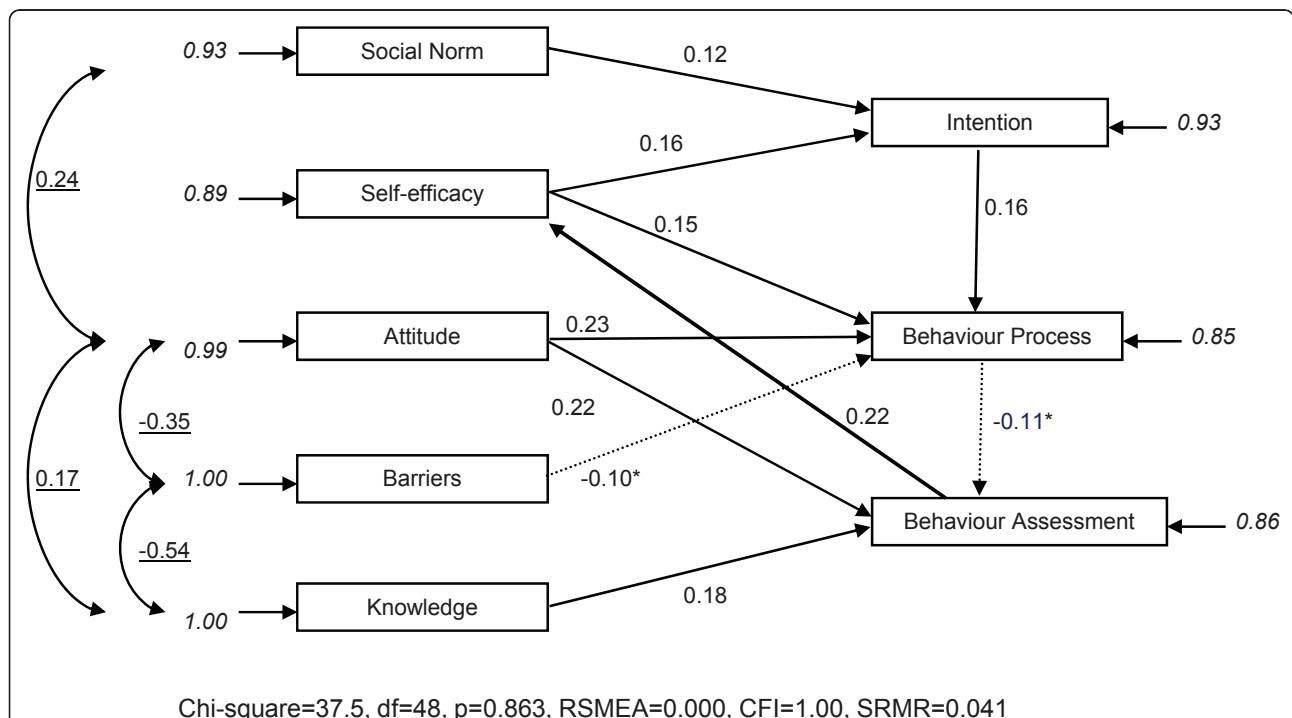 0.93
Social Norm
0.12
Intention
0.93
0.24
0.16
0.89
Self-efficacy
0.15
0.16
0.99
Attitude
0.23
Behaviour Process
0.85
-0.35
0.22
0.22
-0.11*
0.17
1.00
Barriers
-0.10*
-0.54
Behaviour Assessment
0.86
1.00
Knowledge
0.18
Chi-square=37.5, df=48, p=0.863, RSMEA=0.000, CFI=1.00, SRMR=0.041